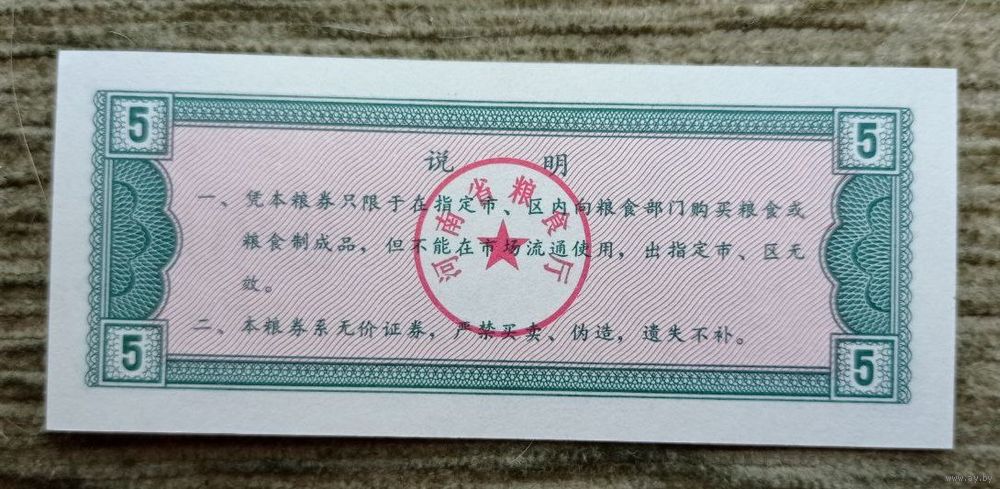 5 5
说 明
河南省粮食厅
一、凭本粮券只限于在指定市、区内向粮食部门购买粮食或
粮食制成品，但不能在市场流通使用，出指定市、区无
效。
二、本粮券系无价证券，严禁买卖、伪造，遗失不补。
5 5
www.ay.by